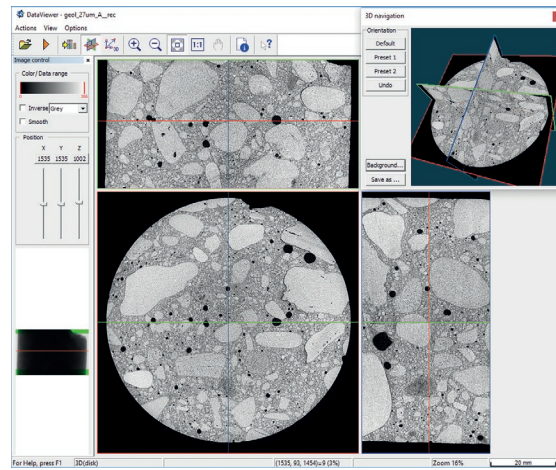 DataViewer - geol_27um_A_rec
Actions View Options
3D navigation
Orientation
Default
Preset 1
Preset 2
Undo
Background...
Save as ...
Image control
Color/ Data range
Inverse Grey
Smooth
Position
X Y Z
1535 1535 1002
1:1
For Help, press F1 3D(disk) (1535, 93, 1454)=9 (3%) Zoom 16% 20 mm